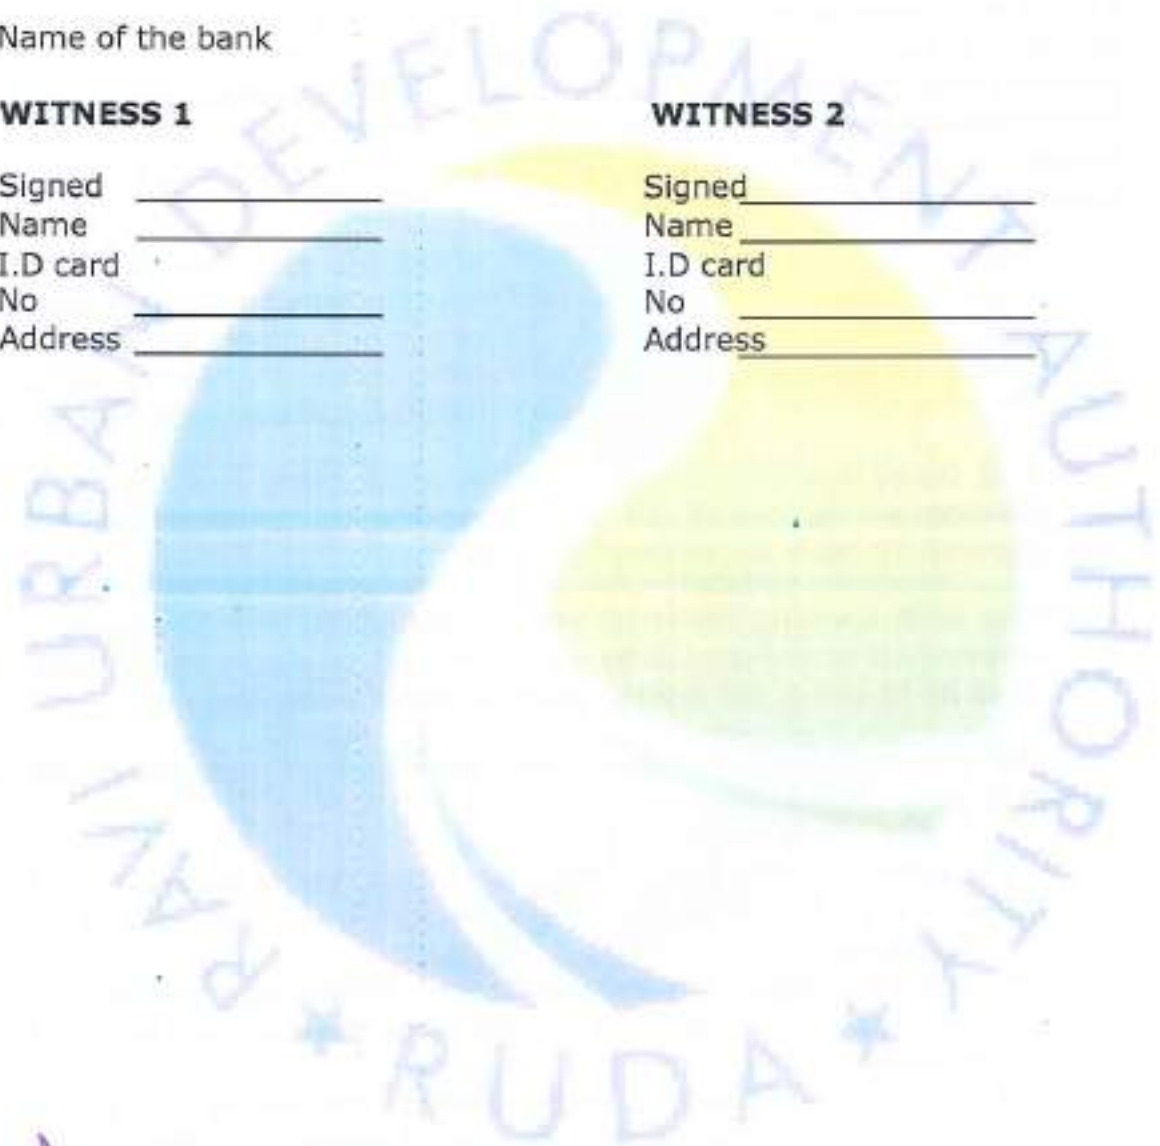 Name of the bank
WITNESS 1 WITNESS 2
Signed Signed
Name Name
I.D card I.D card
No No
Address Address
RAVI URBAN DEVELOPMENT AUTHORITY
★ RUDA ★